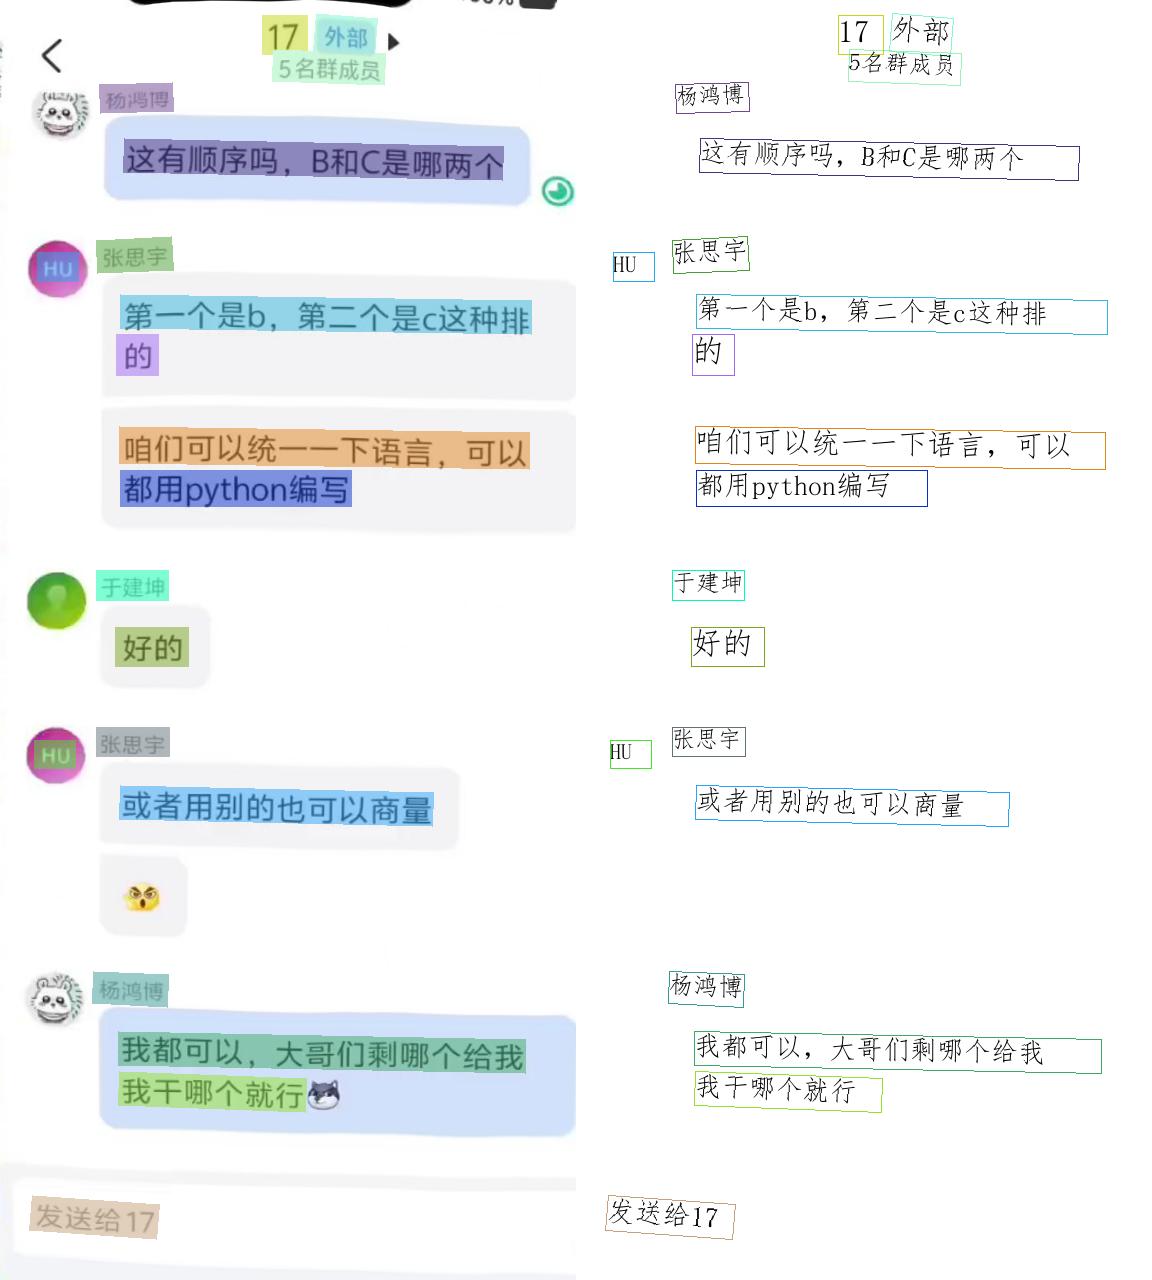 17 外部
5名群成员
杨鸿博
这有顺序吗，B和C是哪两个
HU 张思宇
第一个是b，第二个是c这种排
的
咱们可以统一一下语言，可以
都用python编写
于建坤
好的
HU 张思宇
或者用别的也可以商量
杨鸿博
我都可以，大哥们剩哪个给我
我干哪个就行
发送给17
17 外部
5名群成员
杨鸿博
这有顺序吗，B和C是哪两个
HU 张思宇
第一个是b，第二个是c这种排
的
咱们可以统一一下语言，可以
都用python编写
于建坤
好的
HU 张思宇
或者用别的也可以商量
杨鸿博
我都可以，大哥们剩哪个给我
我干哪个就行
发送给17